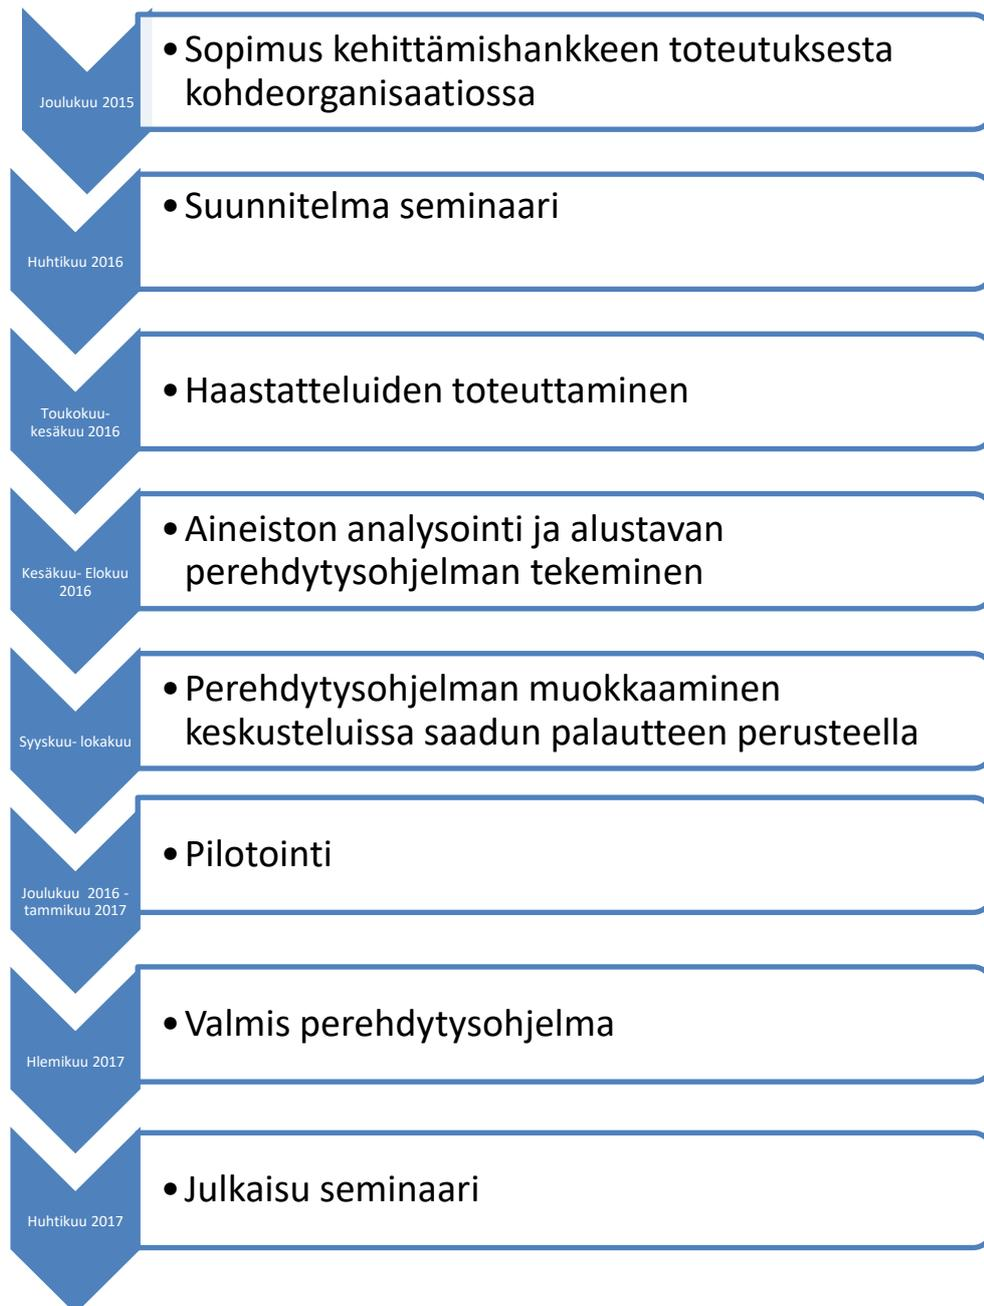 Joulukuu 2015
• Sopimus kehittämishankkeen toteutuksesta
kohdeorganisaatiossa
Huhtikuu 2016
• Suunnitelma seminaari
Toukokuu-
kesäkuu 2016
• Haastatteluiden toteuttaminen
Kesäkuu- Elokuu
2016
• Aineiston analysointi ja alustavan
perehdytysohjelman tekeminen
Syyskuu- lokakuu
• Perehdytysohjelman muokkaaminen
keskusteluissa saadun palautteen perusteella
Joulukuu  2016 -
tammikuu 2017
• Pilotointi
Hlemikuu 2017
• Valmis perehdytysohjelma
Huhtikuu 2017
• Julkaisu seminaari